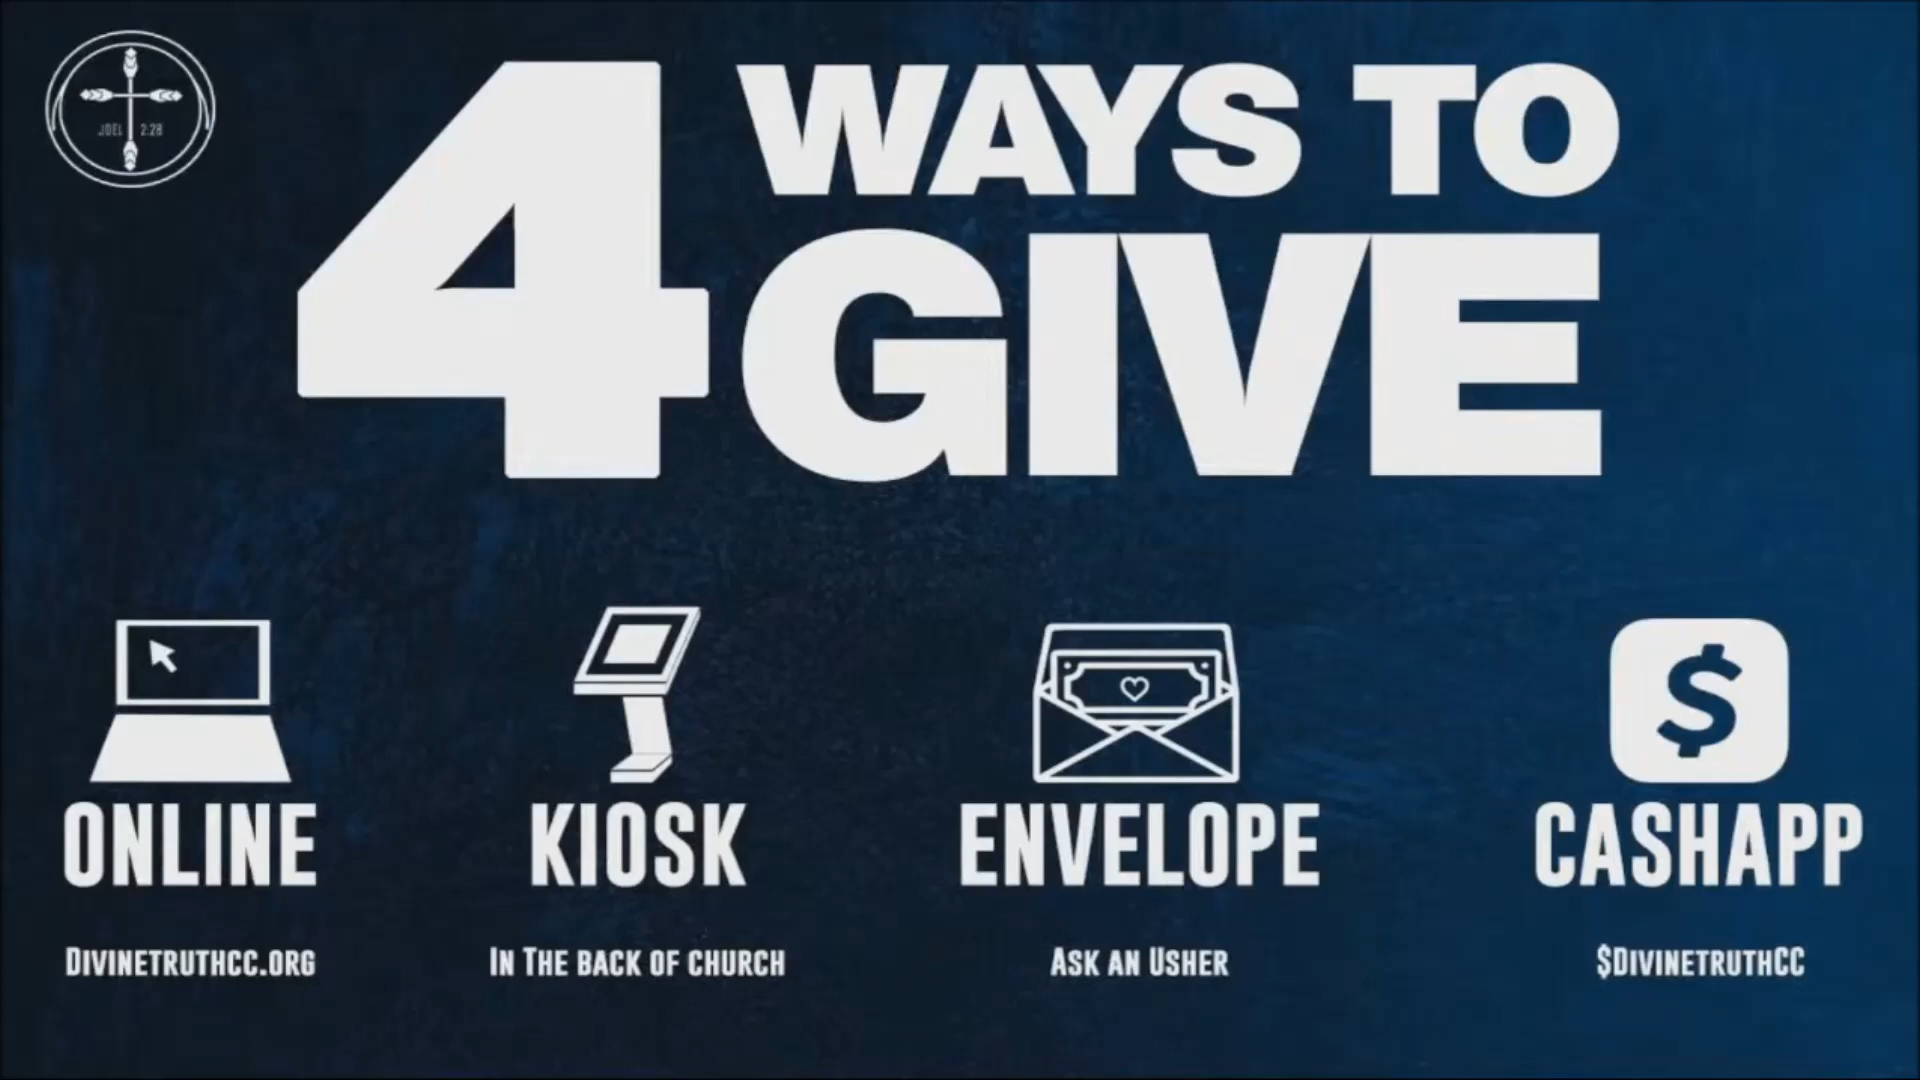 JOEL 2:28
4 WAYS TO
GIVE
ONLINE
KIOSK
ENVELOPE
CASHAPP
DIVINETRUTHCC.ORG
IN THE BACK OF CHURCH
ASK AN USHER
$DIVINETRUTHCC